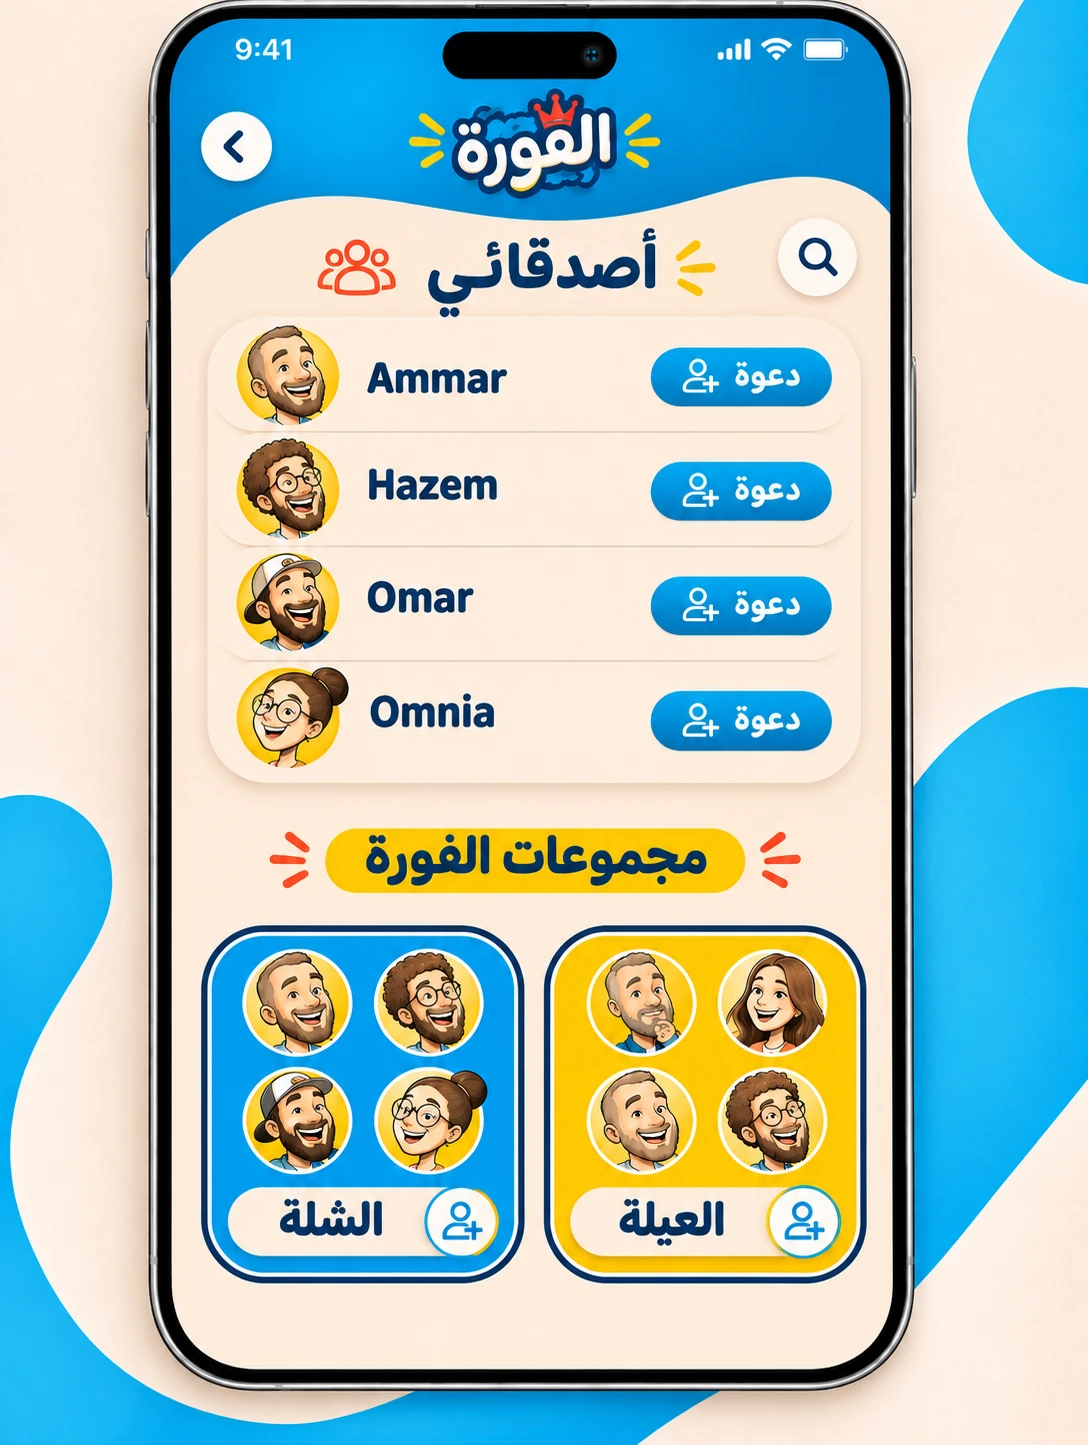 9:41
الفورة
أصدقائي
Ammar
دعوة
Hazem
دعوة
Omar
دعوة
Omnia
دعوة
مجموعات الفورة
العيلة
الشلة